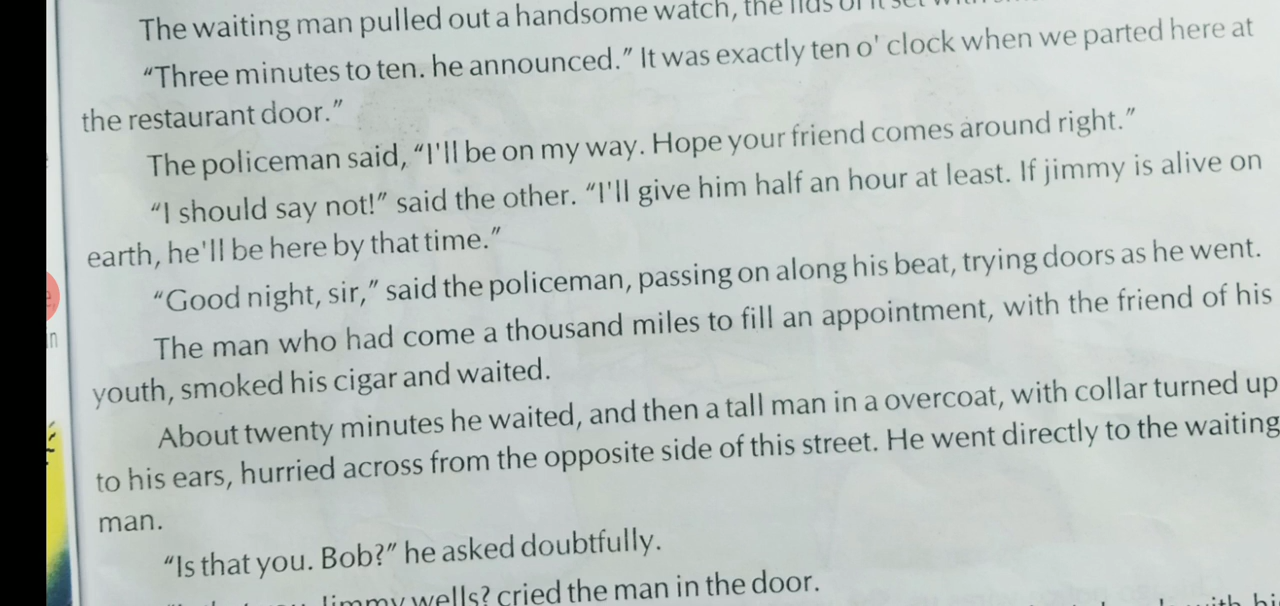 The waiting man pulled out a handsome watch, the lids of it set
“Three minutes to ten. he announced.” It was exactly ten o' clock when we parted here at
the restaurant door.”
The policeman said, “I'll be on my way. Hope your friend comes around right.”
“I should say not!” said the other. “I'll give him half an hour at least. If jimmy is alive on
earth, he'll be here by that time.”
“Good night, sir,” said the policeman, passing on along his beat, trying doors as he went.
The man who had come a thousand miles to fill an appointment, with the friend of his
youth, smoked his cigar and waited.
About twenty minutes he waited, and then a tall man in a overcoat, with collar turned up
to his ears, hurried across from the opposite side of this street. He went directly to the waiting
man.
“Is that you. Bob?” he asked doubtfully.
Jimmy wells? cried the man in the door.